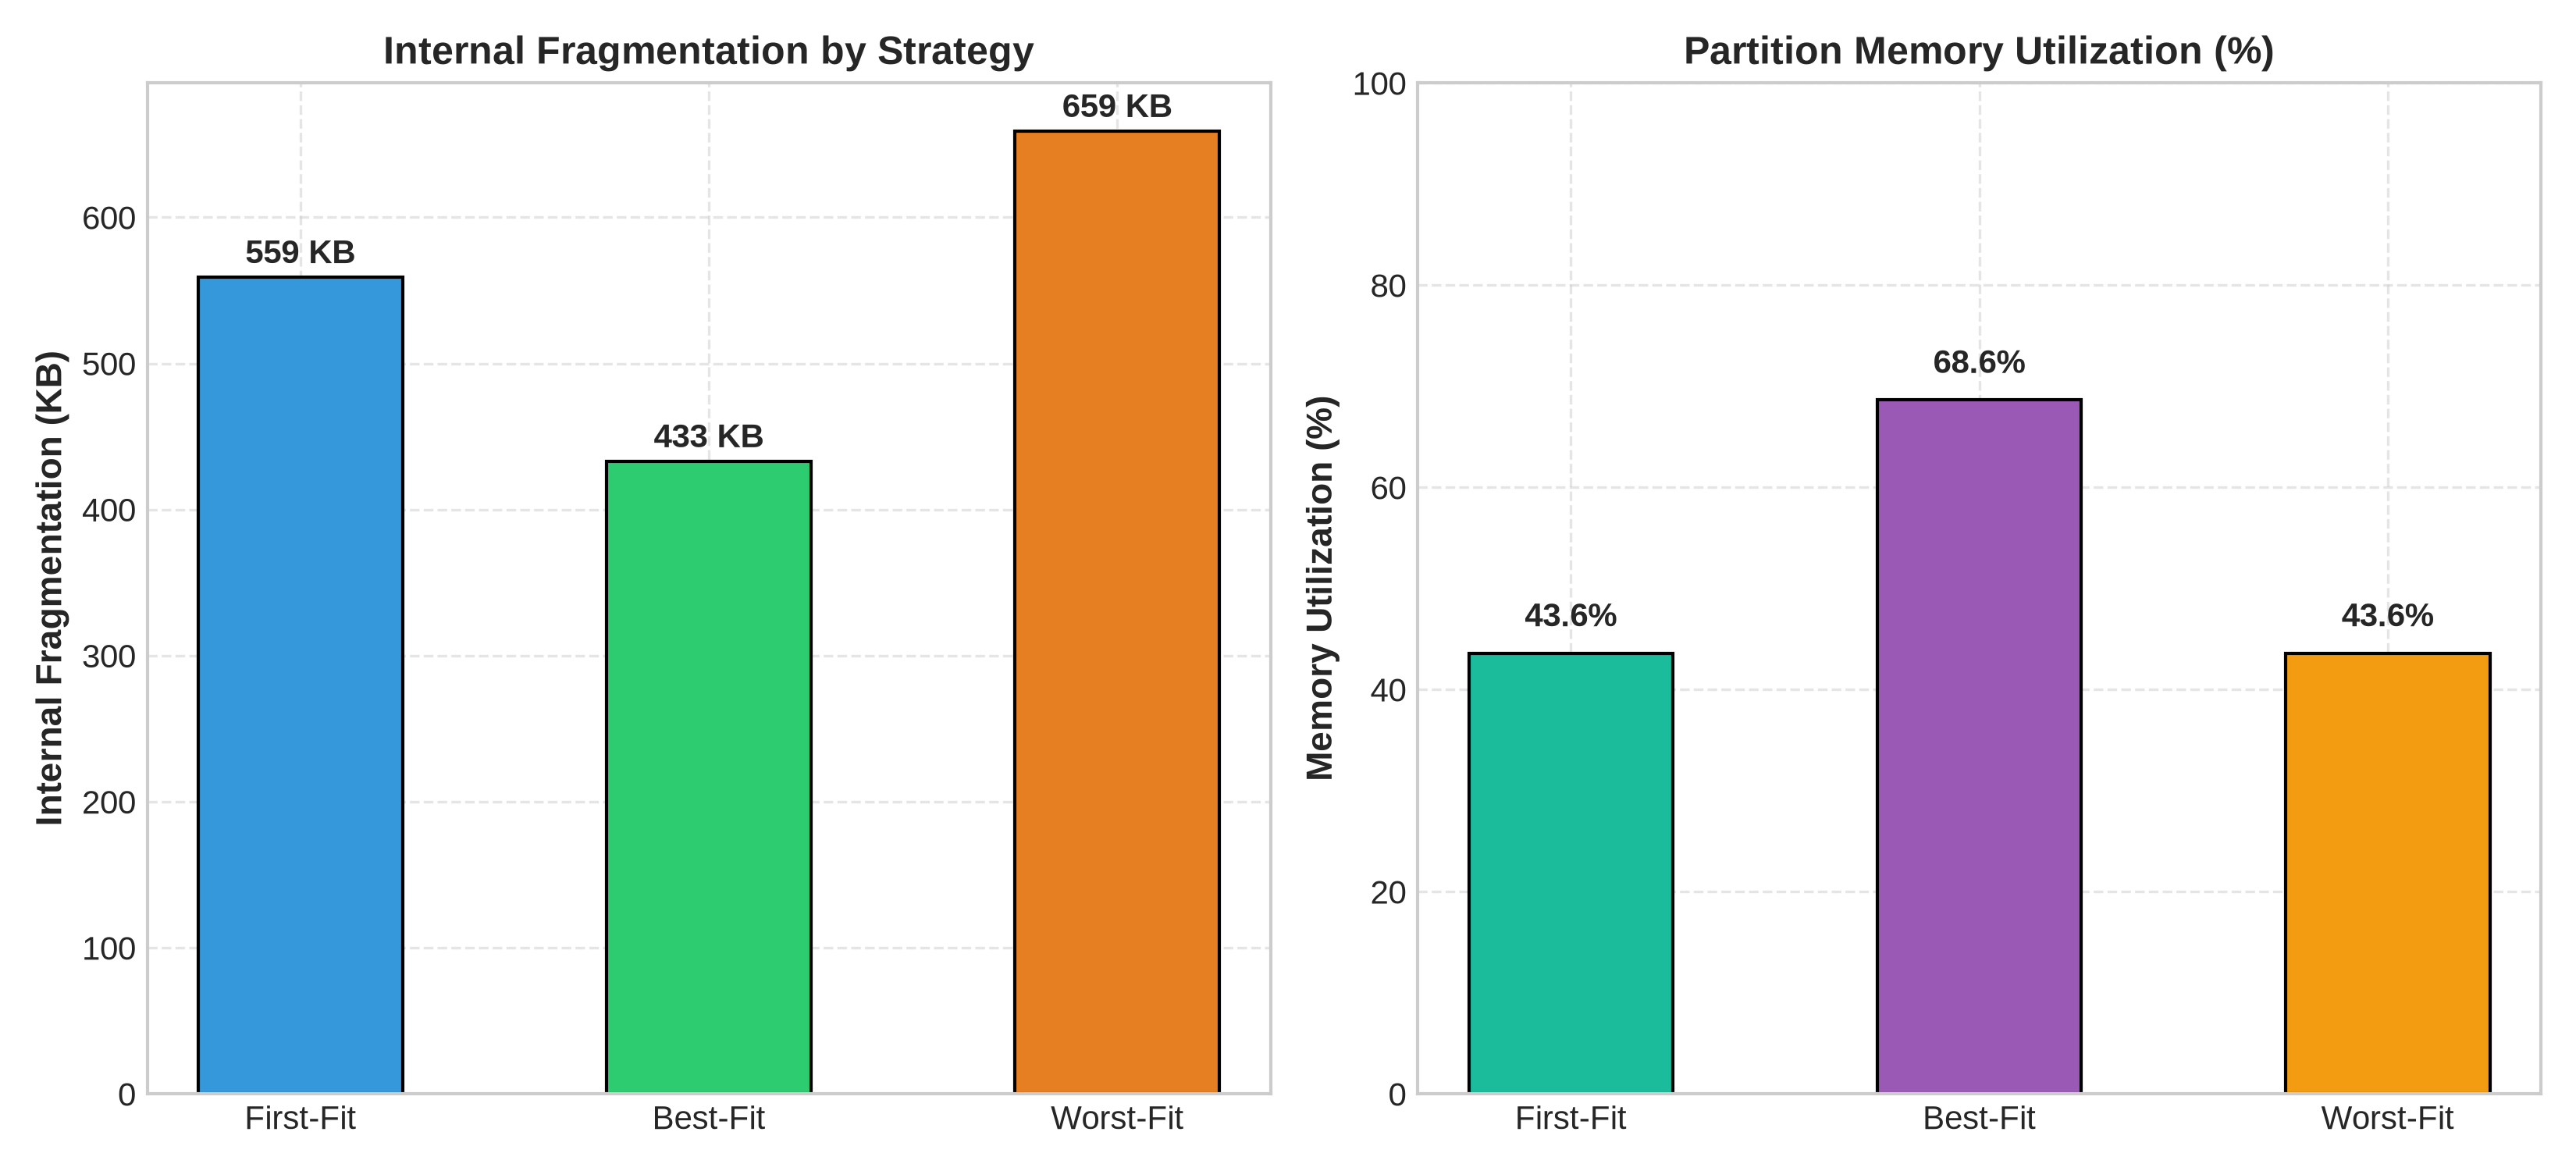 Internal Fragmentation by Strategy
Internal Fragmentation (KB)
600
500
400
300
200
100
0
559 KB
433 KB
659 KB
First-Fit
Best-Fit
Worst-Fit
Partition Memory Utilization (%)
Memory Utilization (%)
100
80
60
40
20
0
43.6%
68.6%
43.6%
First-Fit
Best-Fit
Worst-Fit